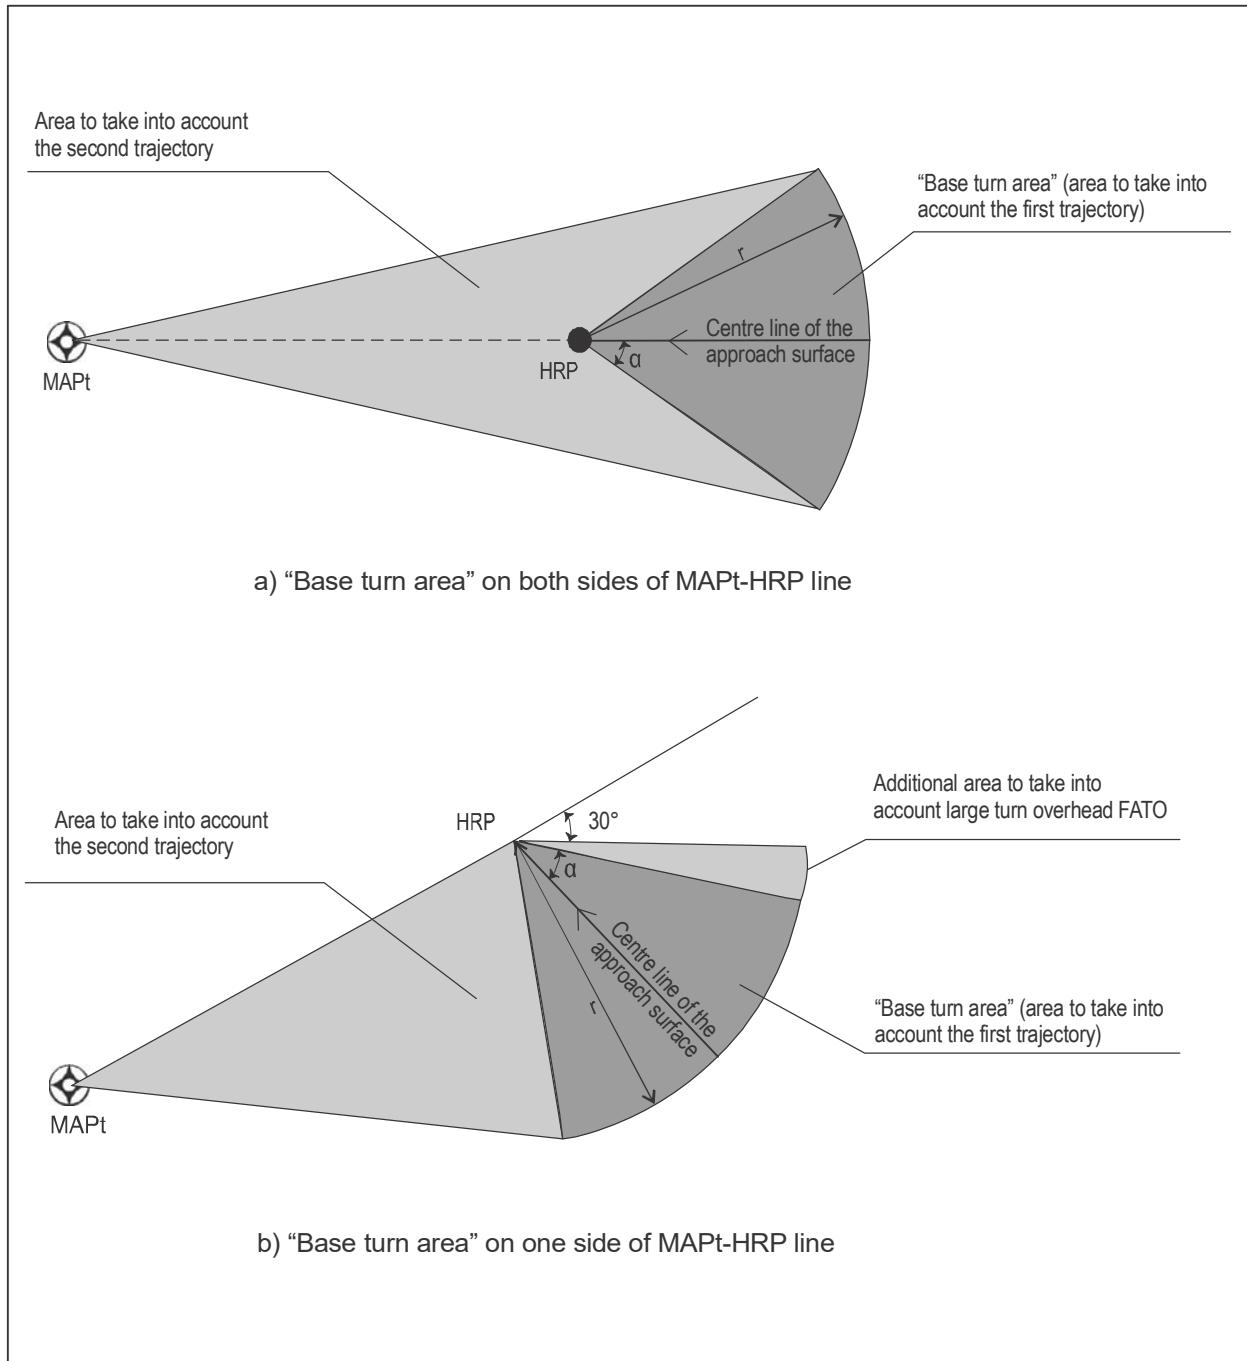 Area to take into account
the second trajectory
“Base turn area” (area to take into
account the first trajectory)
r
Centre line of the
approach surface
α
HRP
MAPt
a) “Base turn area” on both sides of MAPt-HRP line
Additional area to take into
account large turn overhead FATO
Area to take into account
the second trajectory
HRP
30°
α
Centre line of the
approach surface
r
“Base turn area” (area to take into
account the first trajectory)
MAPt
b) “Base turn area” on one side of MAPt-HRP line